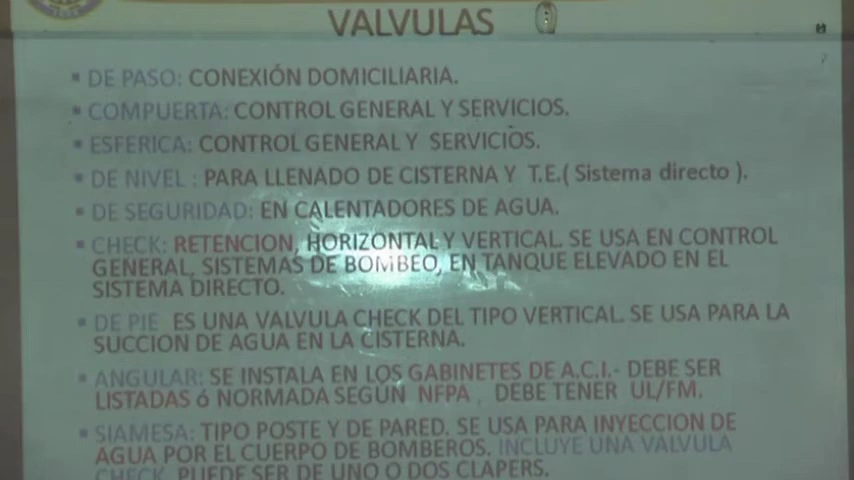 VALVULAS
▪ DE PASO: CONEXIÓN DOMICILIARIA.
▪ COMPUERTA: CONTROL GENERAL Y SERVICIOS.
▪ ESFERICA: CONTROL GENERAL Y SERVICIOS.
▪ DE NIVEL : PARA LLENADO DE CISTERNA Y T.E.( Sistema directo ).
▪ DE SEGURIDAD: EN CALENTADORES DE AGUA.
▪ CHECK: RETENCION, HORIZONTAL Y VERTICAL. SE USA EN CONTROL
GENERAL, SISTEMAS DE BOMBEO, EN TANQUE ELEVADO EN EL
SISTEMA DIRECTO.
▪ DE PIE ES UNA VALVULA CHECK DEL TIPO VERTICAL. SE USA PARA LA
SUCCION DE AGUA EN LA CISTERNA.
▪ ANGULAR: SE INSTALA EN LOS GABINETES DE A.C.I.- DEBE SER
LISTADAS ó NORMADA SEGÚN NFPA , DEBE TENER UL/FM.
▪ SIAMESA: TIPO POSTE Y DE PARED. SE USA PARA INYECCION DE
AGUA POR EL CUERPO DE BOMBEROS. INCLUYE UNA VALVULA
CHECK. PUEDE SER DE UNO O DOS CLAPERS.